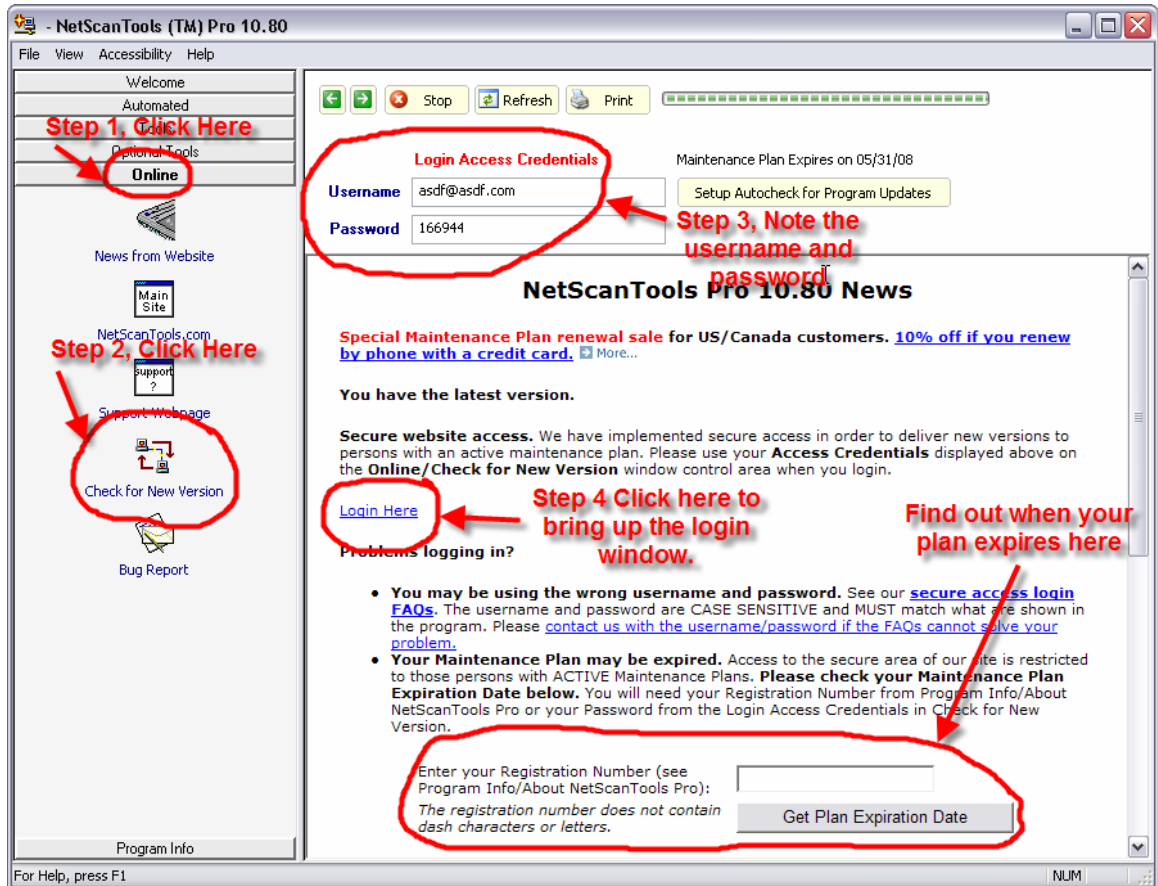 - NetScanTools (TM) Pro 10.80
File View Accessibility Help
Welcome
Automated
Tools
Optional Tools
Online
Step 1, Click Here
News from Website
Main Site
NetScanTools.com
Step 2, Click Here
support ?
Support Webpage
Check for New Version
Bug Report
Program Info
Stop Refresh Print
Login Access Credentials
Maintenance Plan Expires on 05/31/08
Username asdf@asdf.com
Setup Autocheck for Program Updates
Password 166944
Step 3, Note the
username and
password
NetScanTools Pro 10.80 News
Special Maintenance Plan renewal sale for US/Canada customers. 10% off if you renew
by phone with a credit card. More...
You have the latest version.
Secure website access. We have implemented secure access in order to deliver new versions to
persons with an active maintenance plan. Please use your Access Credentials displayed above on
the Online/Check for New Version window control area when you login.
Login Here
Step 4 Click here to
bring up the login
window.
Find out when your
plan expires here
Problems logging in?
• You may be using the wrong username and password. See our secure access login
FAQs. The username and password are CASE SENSITIVE and MUST match what are shown in
the program. Please contact us with the username/password if the FAQs cannot solve your
problem.
• Your Maintenance Plan may be expired. Access to the secure area of our site is restricted
to those persons with ACTIVE Maintenance Plans. Please check your Maintenance Plan
Expiration Date below. You will need your Registration Number from Program Info/About
NetScanTools Pro or your Password from the Login Access Credentials in Check for New
Version.
Enter your Registration Number (see
Program Info/About NetScanTools Pro):
The registration number does not contain
dash characters or letters.
Get Plan Expiration Date
For Help, press F1
NUM